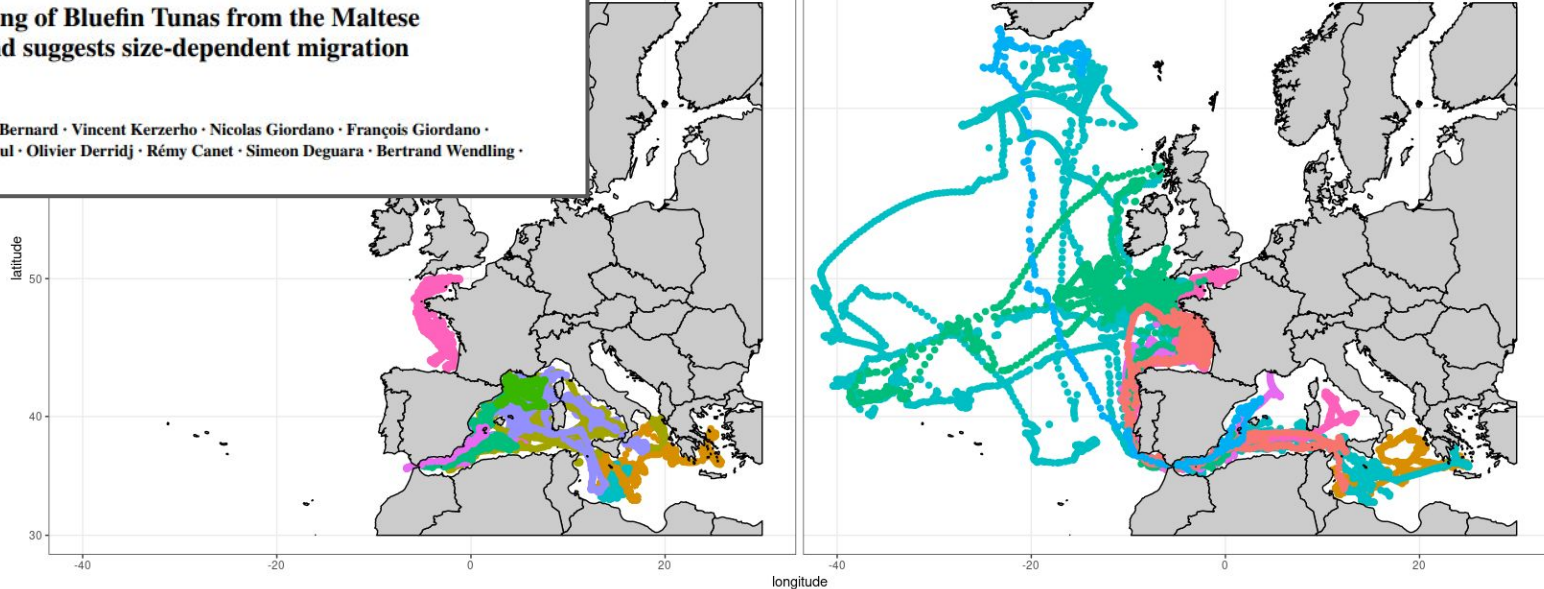 ng of Bluefin Tunas from the Maltese
d suggests size-dependent migration
Bernard · Vincent Kerzerho · Nicolas Giordano · François Giordano ·
ul · Olivier Derridj · Rémy Canet · Simeon Deguara · Bertrand Wendling ·
latitude
50
40
30
-40
-20
0
20
-40
-20
0
20
longitude